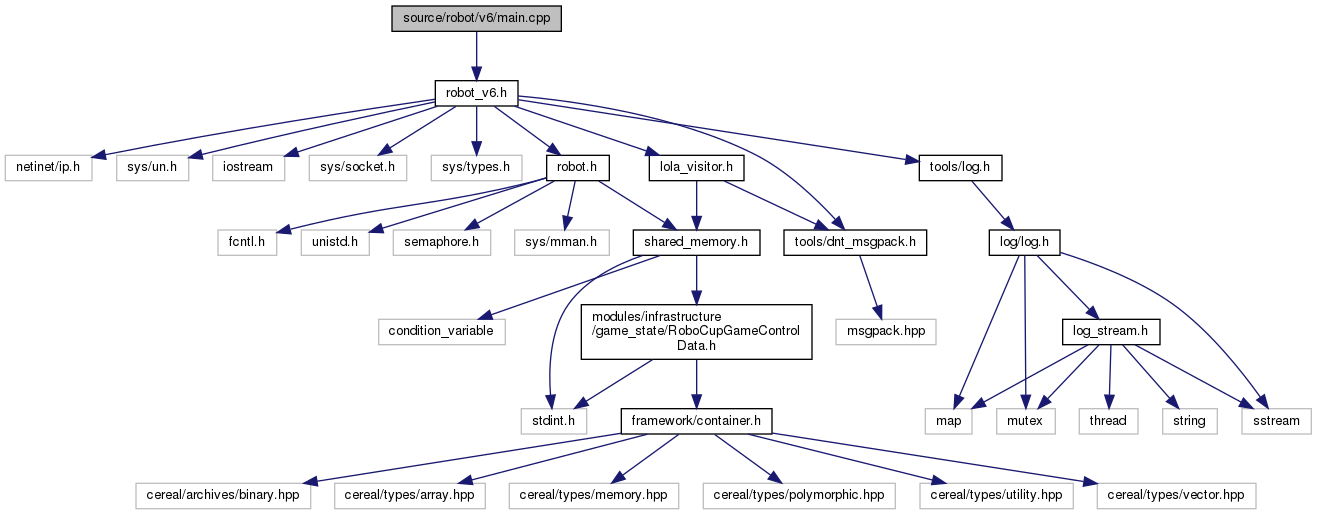 source/robot/v6/main.cpp
robot_v6.h
netinet/ip.h
sys/un.h
iostream
sys/socket.h
sys/types.h
robot.h
lola_visitor.h
tools/log.h
fcntl.h
unistd.h
semaphore.h
sys/mman.h
shared_memory.h
tools/dnt_msgpack.h
log/log.h
condition_variable
modules/infrastructure
/game_state/RoboCupGameControl
Data.h
msgpack.hpp
log_stream.h
stdint.h
framework/container.h
map
mutex
thread
string
sstream
cereal/archives/binary.hpp
cereal/types/array.hpp
cereal/types/memory.hpp
cereal/types/polymorphic.hpp
cereal/types/utility.hpp
cereal/types/vector.hpp